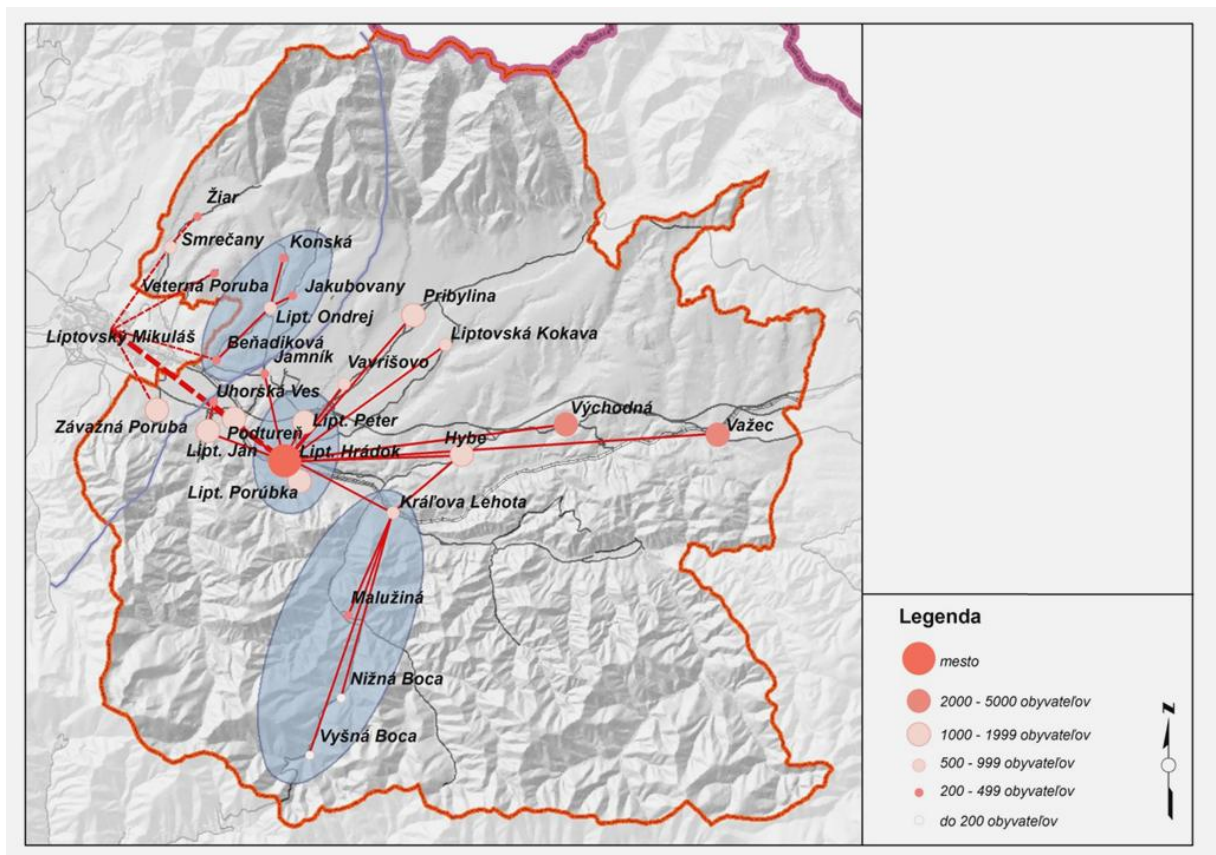 Žiar
Smrečany
Konská
Veterná Poruba
Jakubovany
Pribylina
Lipt. Ondrej
Liptovský Mikuláš
Liptovská Kokava
Beňadiková
Jamník
Vavrišovo
Uhorská Ves
Východná
Závažná Poruba
Podtureň
Lipt. Peter
Važec
Lipt. Ján
Lipt. Hrádok
Hybe
Lipt. Porúbka
Kráľova Lehota
Malužiná
Nižná Boca
Vyšná Boca
Legenda
mesto
2000 - 5000 obyvateľov
1000 - 1999 obyvateľov
500 - 999 obyvateľov
200 - 499 obyvateľov
do 200 obyvateľov
z